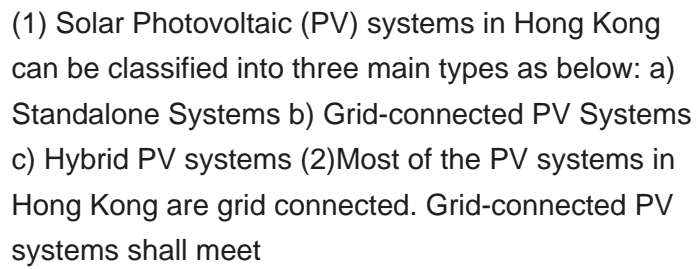 (1) Solar Photovoltaic (PV) systems in Hong Kong
can be classified into three main types as below: a)
Standalone Systems b) Grid-connected PV Systems
c) Hybrid PV systems (2)Most of the PV systems in
Hong Kong are grid connected. Grid-connected PV
systems shall meet